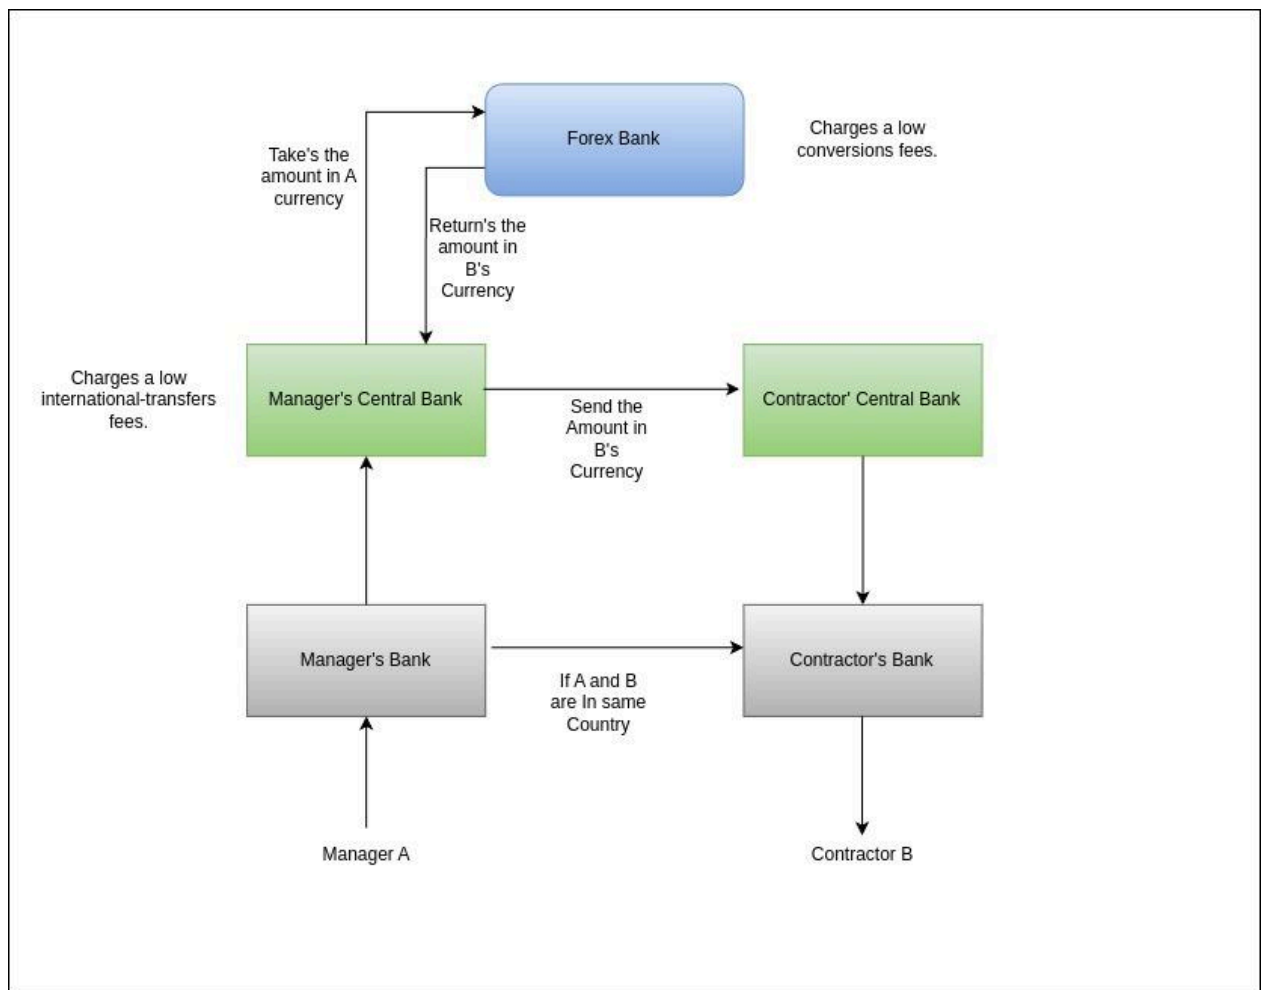 Forex Bank
Charges a low
conversions fees.
Take's the
amount in A
currency
Return's the
amount in
B's
Currency
Charges a low
international-transfers
fees.
Manager's Central Bank
Send the
Amount in
B's
Currency
Contractor' Central Bank
Manager's Bank
If A and B
are In same
Country
Contractor's Bank
Manager A
Contractor B